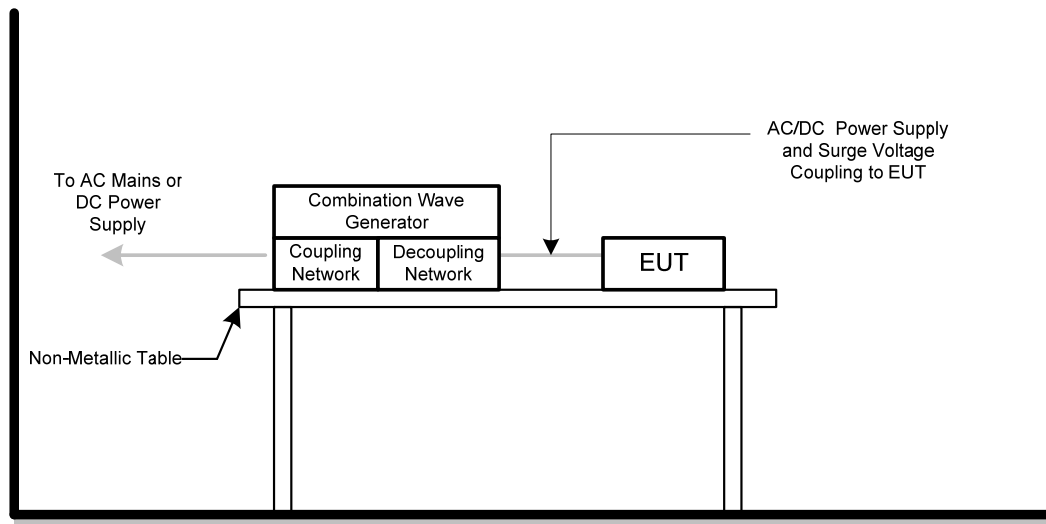 AC/DC Power Supply
and Surge Voltage
Coupling to EUT
To AC Mains or
DC Power
Supply
Combination Wave
Generator
Coupling
Network
Decoupling
Network
EUT
Non-Metallic Table